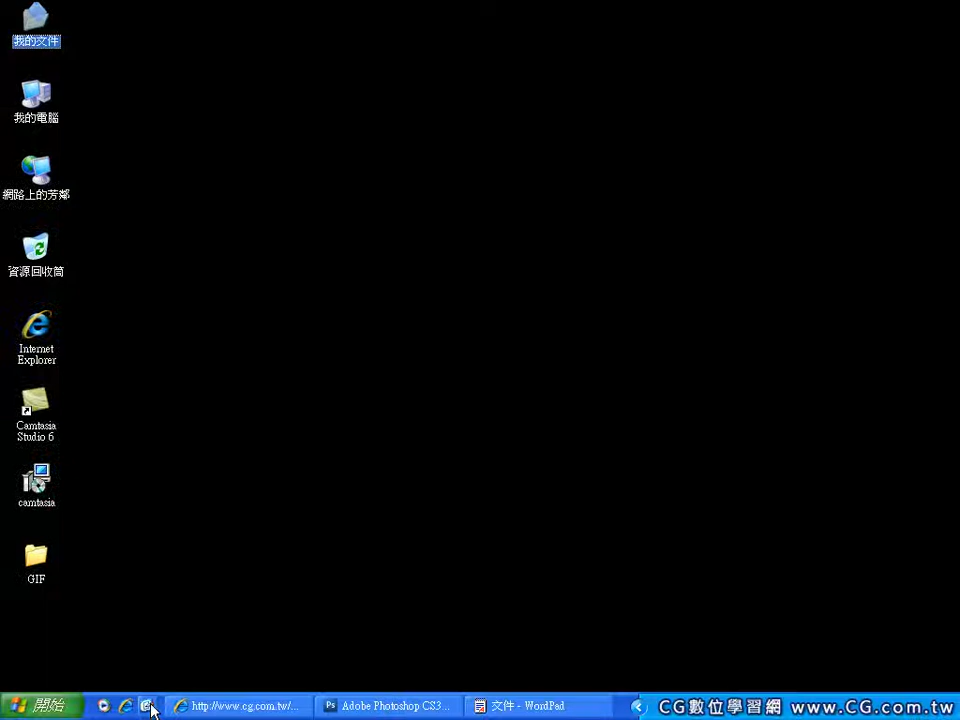 我的文件
我的電腦
網路上的芳鄰
資源回收筒
Internet
Explorer
Camtasia
Studio 6
camtasia
GIF
開始
http://www.cg.com.tw/...
Ps
Adobe Photoshop CS3...
文件 - WordPad
CG數位學習網 www.CG.com.tw